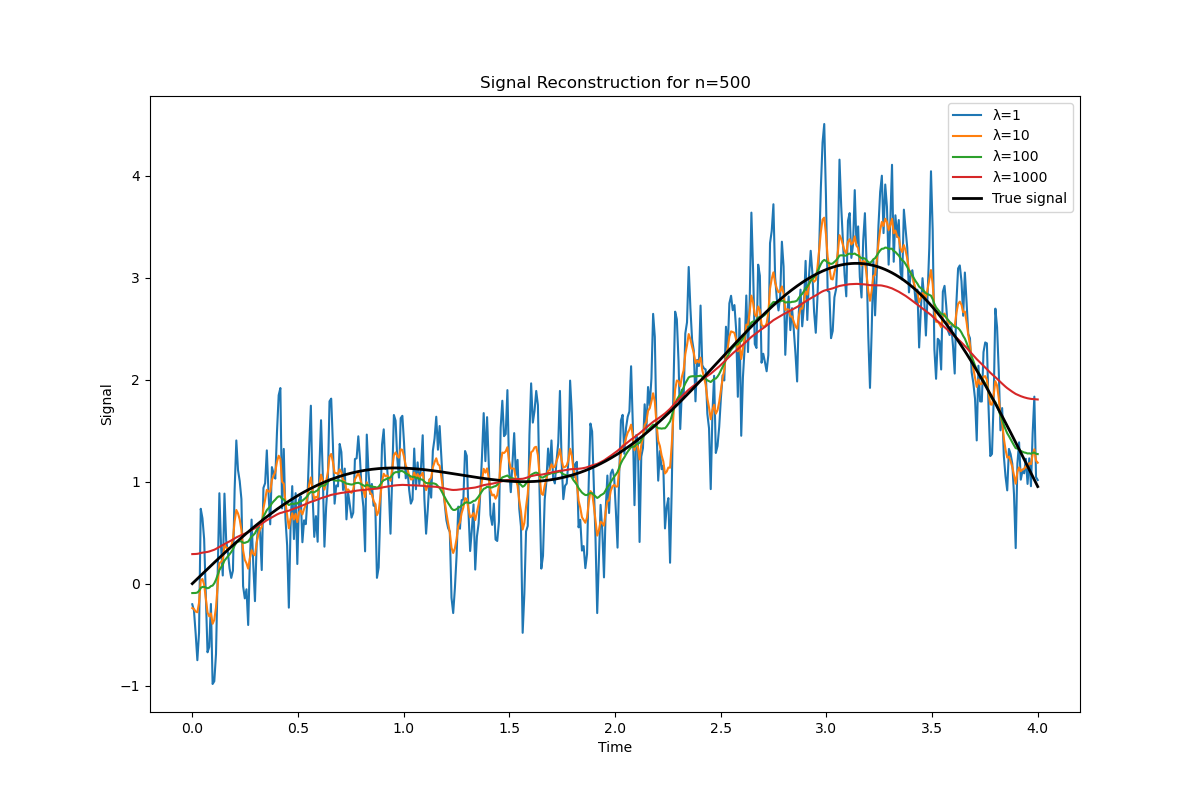 Signal Reconstruction for n=500
λ=1
λ=10
λ=100
λ=1000
True signal
Signal
4
3
2
1
0
−1
0.0 0.5 1.0 1.5 2.0 2.5 3.0 3.5 4.0
Time